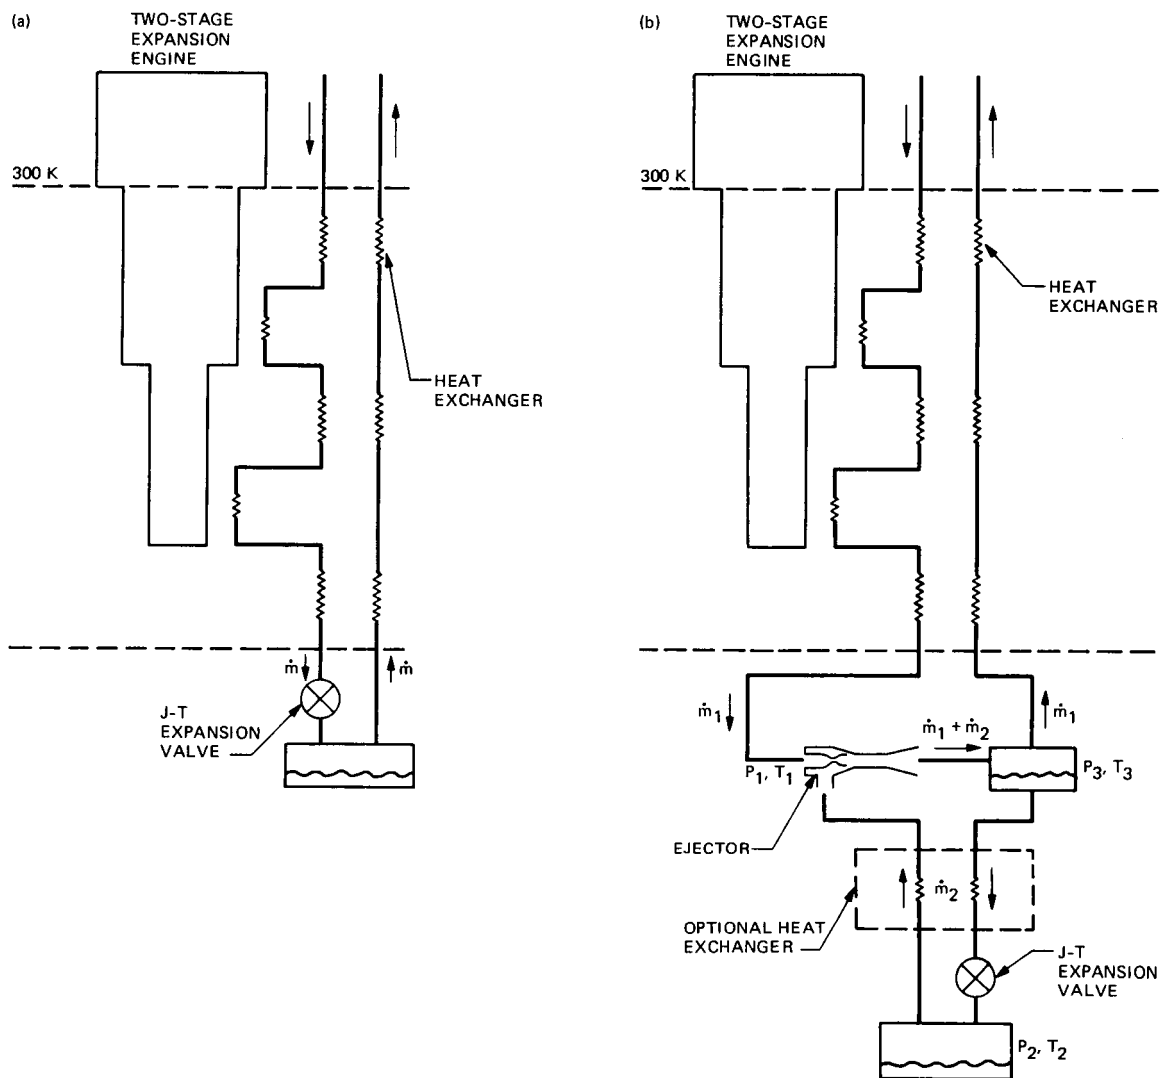 (a)
TWO-STAGE
EXPANSION
ENGINE
300 K
HEAT
EXCHANGER
ṁ
ṁ
J-T
EXPANSION
VALVE
(b)
TWO-STAGE
EXPANSION
ENGINE
300 K
HEAT
EXCHANGER
ṁ1
ṁ1 + ṁ2
ṁ1
P1, T1
P3, T3
EJECTOR
ṁ2
OPTIONAL HEAT
EXCHANGER
J-T
EXPANSION
VALVE
P2, T2